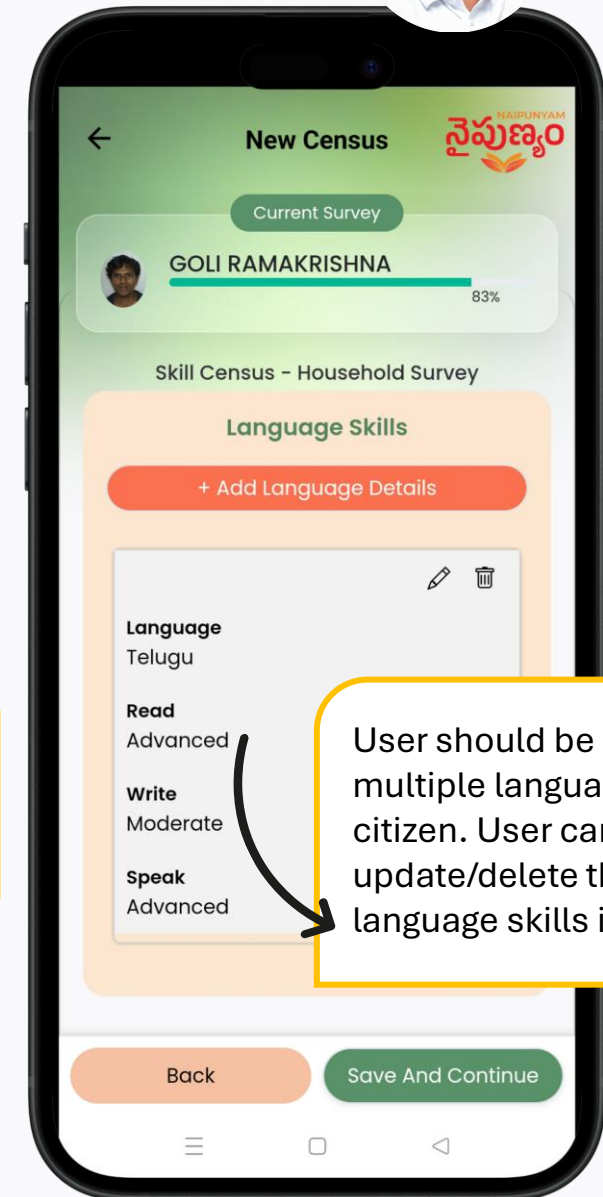 New Census
NAIPUNYAM
నైపుణ్యం
Current Survey
GOLI RAMAKRISHNA
83%
Skill Census - Household Survey
Language Skills
+ Add Language Details
Language
Telugu
Read
Advanced
Write
Moderate
Speak
Advanced
User should be
multiple langua
citizen. User ca
update/delete t
language skills i
Back
Save And Continue